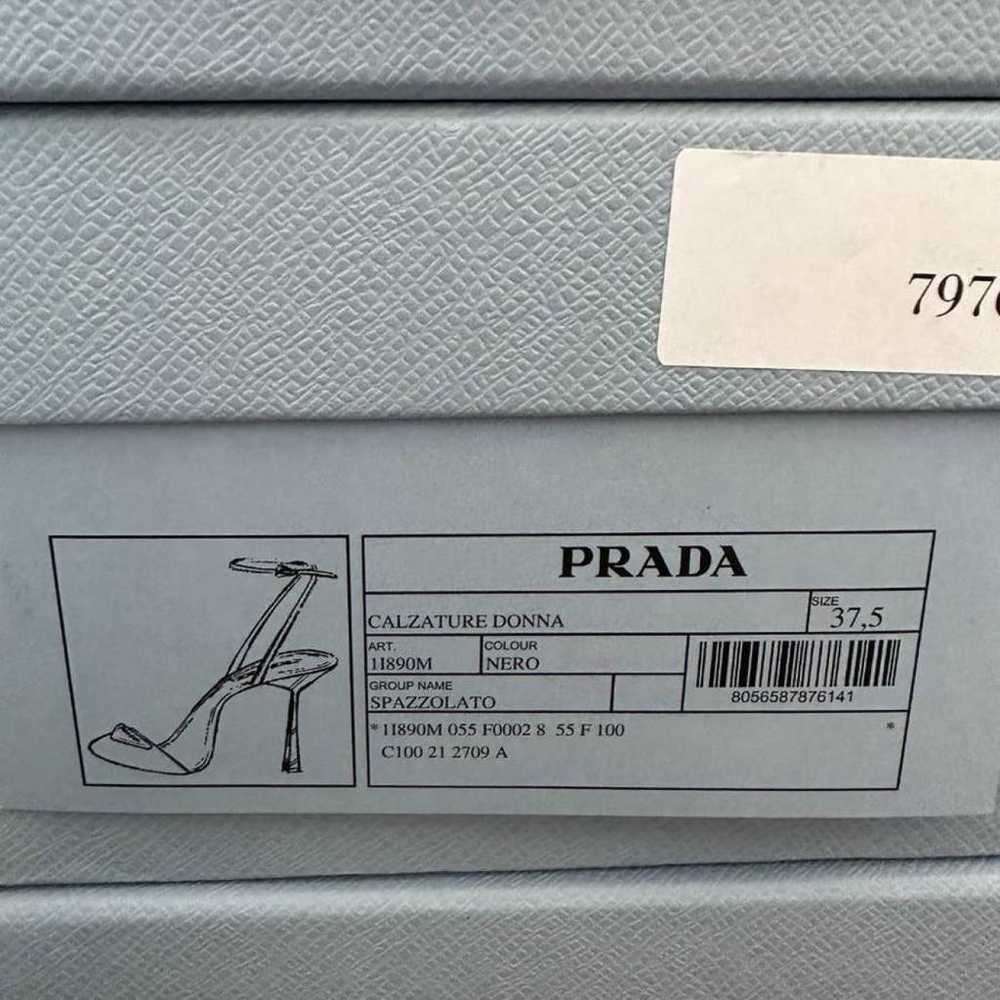 797
PRADA
CALZATURE DONNA
SIZE
37,5
ART.
1I890M
COLOUR
NERO
8056587876141
GROUP NAME
SPAZZOLATO
*1I890M 055 F0002 8 55 F 100 *
C100 21 2709 A